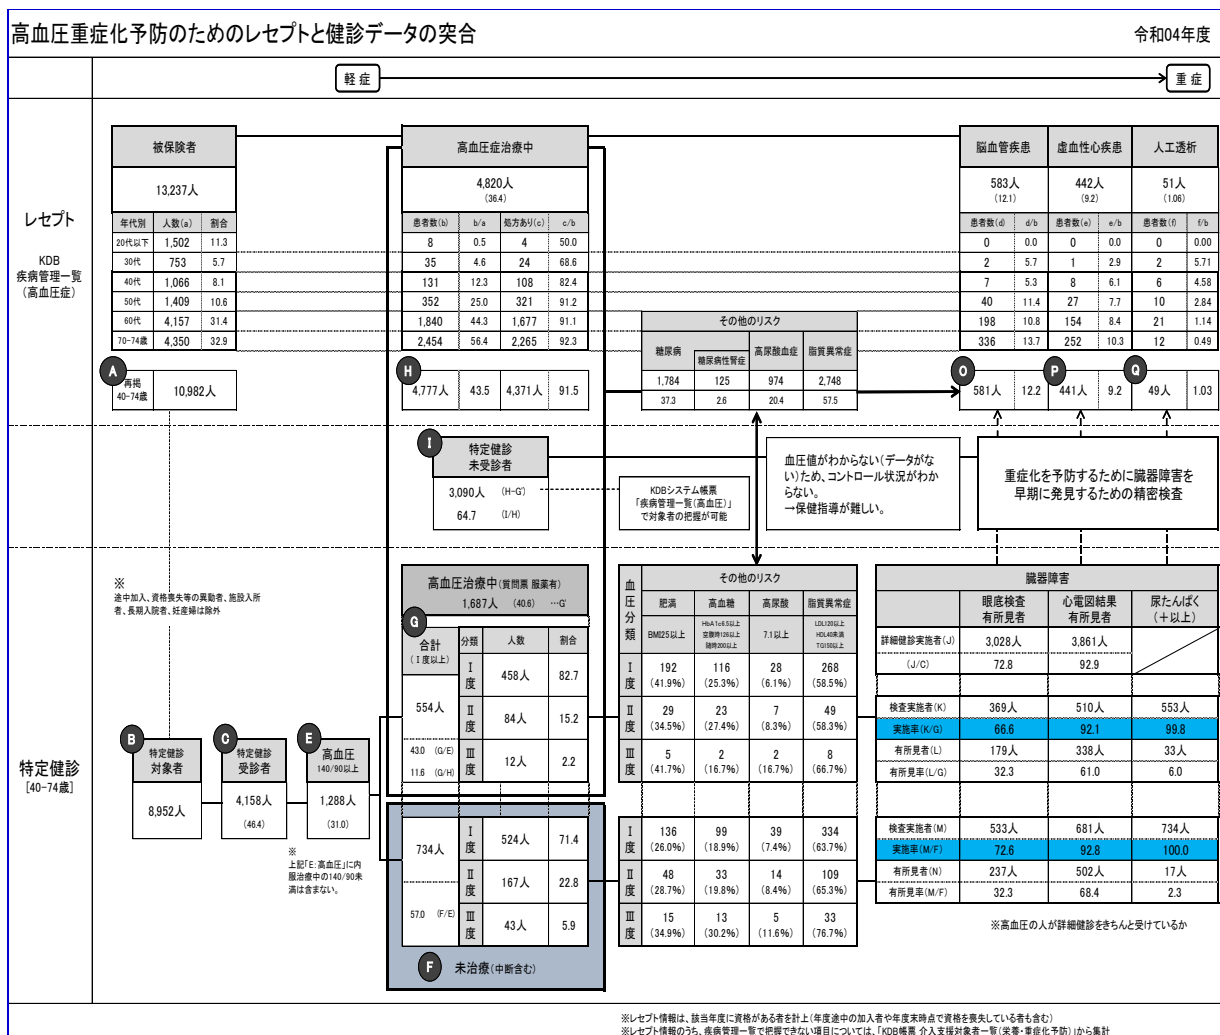 高血圧重症化予防のためのレセプトと健診データの突合
令和04年度
軽症
重症
レセプト
KDB
疾病管理一覧
(高血圧症)
被保険者
13,237人
年代別 人数(a) 割合
20代以下 1,502 11.3
30代 753 5.7
40代 1,066 8.1
50代 1,409 10.6
60代 4,157 31.4
70-74歳 4,350 32.9
A
再掲
40-74歳
10,982人
高血圧症治療中
4,820人
(36.4)
患者数(b) b/a 処方あり(c) c/b
8 0.5 4 50.0
35 4.6 24 68.6
131 12.3 108 82.4
352 25.0 321 91.2
1,840 44.3 1,677 91.1
2,454 56.4 2,265 92.3
H
4,777人 43.5 4,371人 91.5
その他のリスク
糖尿病 糖尿病性腎症 高尿酸血症 脂質異常症
1,784 125 974 2,748
37.3 2.6 20.4 57.5
脳血管疾患 虚血性心疾患 人工透析
583人 442人 51人
(12.1) (9.2) (1.06)
患者数(d) d/b 患者数(e) e/b 患者数(f) f/b
0 0.0 0 0.0 0 0.00
2 5.7 1 2.9 2 5.71
7 5.3 8 6.1 6 4.58
40 11.4 27 7.7 10 2.84
198 10.8 154 8.4 21 1.14
336 13.7 252 10.3 12 0.49
O P Q
581人 12.2 441人 9.2 49人 1.03
I
特定健診
未受診者
3,090人 (H-G')
64.7 (I/H)
KDBシステム帳票
「疾病管理一覧(高血圧)」
で対象者の把握が可能
血圧値がわからない(データがな
い)ため、コントロール状況がわか
らない。
→保健指導が難しい。
重症化を予防するために臓器障害を
早期に発見するための精密検査
特定健診
[40-74歳]
※
途中加入、資格喪失等の異動者、施設入所
者、長期入院者、妊産婦は除外
B
特定健診
対象者
8,952人
C
特定健診
受診者
4,158人
(46.4)
E
高血圧
140/90以上
1,288人
(31.0)
※
上記「E:高血圧」に内
服治療中の140/90未
満は含まない。
高血圧治療中(質問票 服薬有)
1,687人 (40.6) …G'
G
合計
(Ⅰ度以上)
分類 人数 割合
554人
43.0 (G/E)
11.6 (G/H)
Ⅰ度 458人 82.7
Ⅱ度 84人 15.2
Ⅲ度 12人 2.2
734人
57.0 (F/E)
Ⅰ度 524人 71.4
Ⅱ度 167人 22.8
Ⅲ度 43人 5.9
F
未治療(中断含む)
血圧分類
その他のリスク
肥満 高血糖 高尿酸 脂質異常症
BMI25以上
HbA1c6.5以上
空腹時126以上
随時200以上
7.1以上
LDL120以上
HDL40未満
TG150以上
Ⅰ度 192 116 28 268
(41.9%) (25.3%) (6.1%) (58.5%)
Ⅱ度 29 23 7 49
(34.5%) (27.4%) (8.3%) (58.3%)
Ⅲ度 5 2 2 8
(41.7%) (16.7%) (16.7%) (66.7%)
Ⅰ度 136 99 39 334
(26.0%) (18.9%) (7.4%) (63.7%)
Ⅱ度 48 33 14 109
(28.7%) (19.8%) (8.4%) (65.3%)
Ⅲ度 15 13 5 33
(34.9%) (30.2%) (11.6%) (76.7%)
臓器障害
眼底検査
有所見者
心電図結果
有所見者
尿たんぱく
(+以上)
詳細健診実施者(J) 3,028人 3,861人
(J/C) 72.8 92.9
検査実施者(K) 369人 510人 553人
実施率(K/G) 66.6 92.1 99.8
有所見者(L) 179人 338人 33人
有所見率(L/G) 32.3 61.0 6.0
検査実施者(M) 533人 681人 734人
実施率(M/F) 72.6 92.8 100.0
有所見者(N) 237人 502人 17人
有所見率(M/F) 32.3 68.4 2.3
※高血圧の人が詳細健診をきちんと受けているか
※レセプト情報は、該当年度に資格がある者を計上(年度途中の加入者や年度末時点で資格を喪失している者も含む)
※レセプト情報のうち、疾病管理一覧で把握できない項目については、「KDB帳票 介入支援対象者一覧(栄養・重症化予防)」から集計